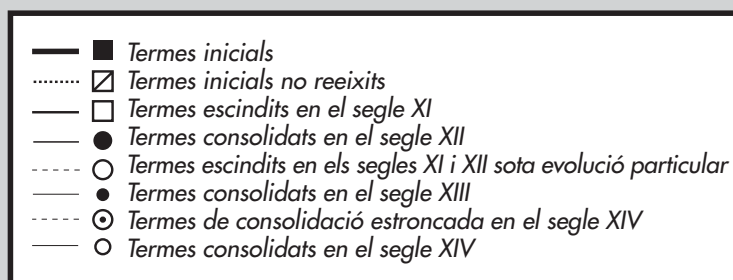 Termes inicials
Termes inicials no reeixits
Termes escindits en el segle XI
Termes consolidats en el segle XII
Termes escindits en els segles XI i XII sota evolució particular
Termes consolidats en el segle XIII
Termes de consolidació estroncada en el segle XIV
Termes consolidats en el segle XIV